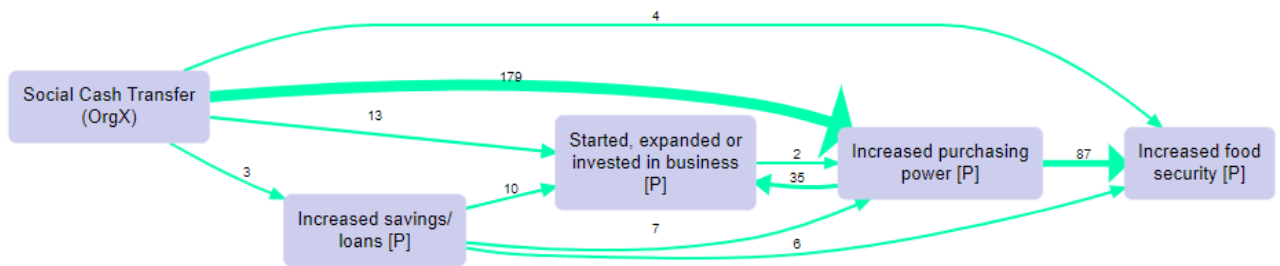 4
179
Social Cash Transfer
(OrgX)
13
Started, expanded or
invested in business
[P]
2
35
Increased purchasing
power [P]
87
Increased food
security [P]
3
10
Increased savings/
loans [P]
7
6